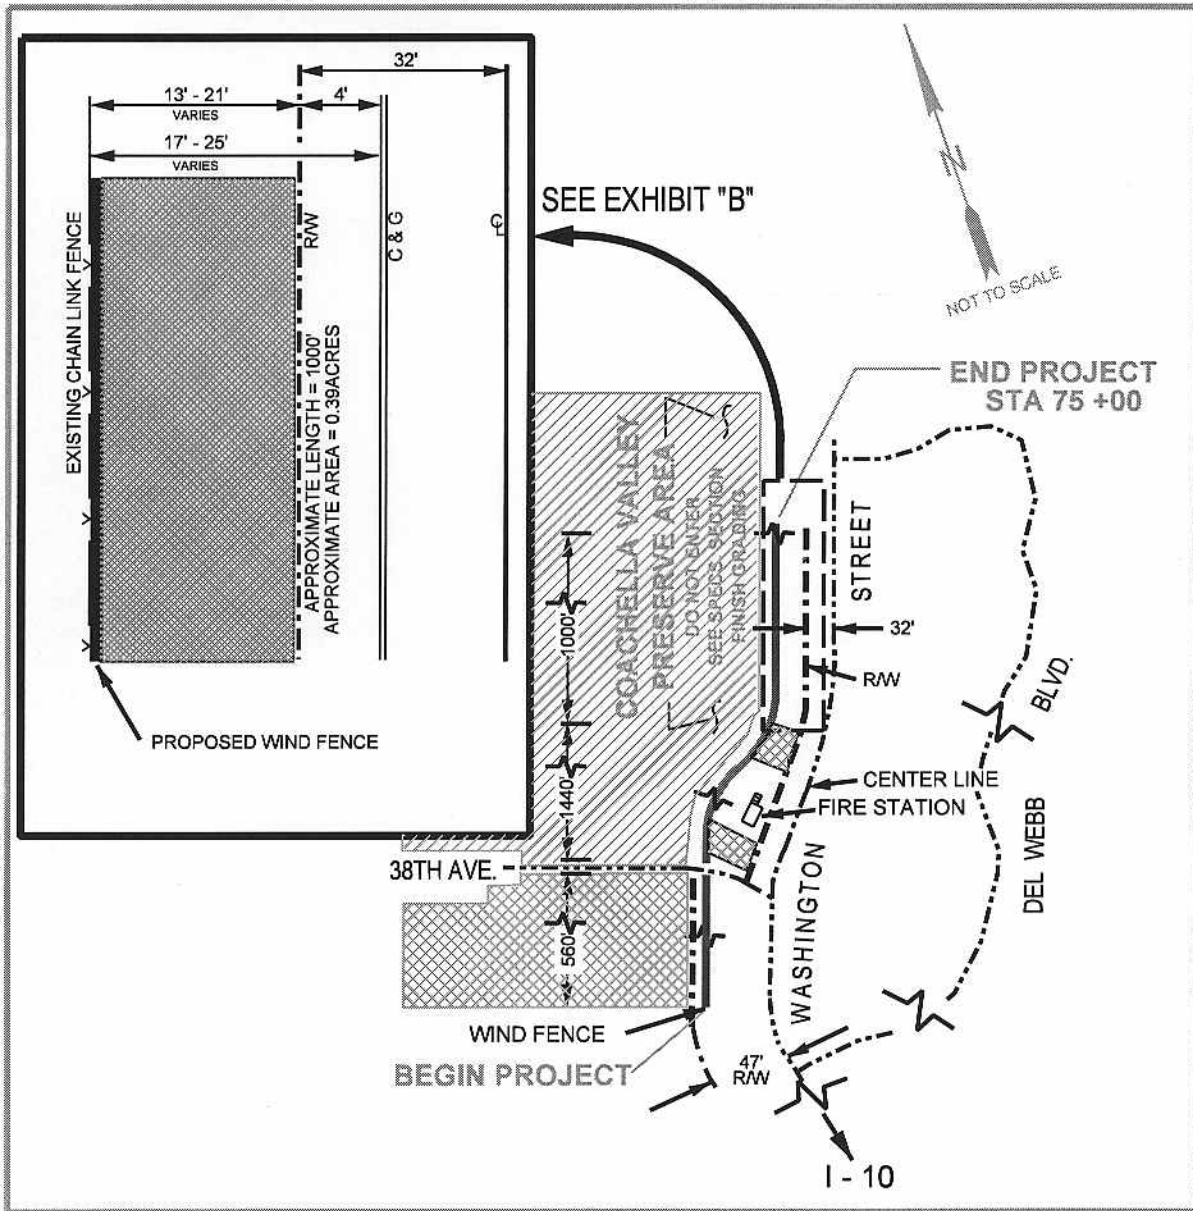 32'
13' - 21'
VARIES
4'
17' - 25'
VARIES
EXISTING CHAIN LINK FENCE
R/W
APPROXIMATE LENGTH = 1000'
APPROXIMATE AREA = 0.39ACRES
C & G
CL
PROPOSED WIND FENCE
SEE EXHIBIT "B"
N
NOT TO SCALE
END PROJECT
STA 75 +00
COACHELLA VALLEY
PRESERVE AREA
DO NOT ENTER
SEE SPECS. SECTION
FINISH GRADING
1000'
1440'
560'
STREET
32'
R/W
BLVD.
CENTER LINE
FIRE STATION
38TH AVE.
DEL WEBB
WASHINGTON
WIND FENCE
BEGIN PROJECT
47'
R/W
I - 10